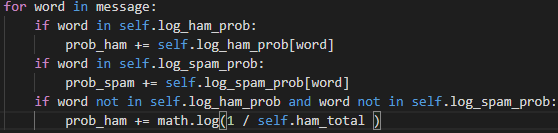 for word in message:
    if word in self.log_ham_prob:
        prob_ham += self.log_ham_prob[word]
    if word in self.log_spam_prob:
        prob_spam += self.log_spam_prob[word]
    if word not in self.log_ham_prob and word not in self.log_spam_prob:
        prob_ham += math.log(1 / self.ham_total )